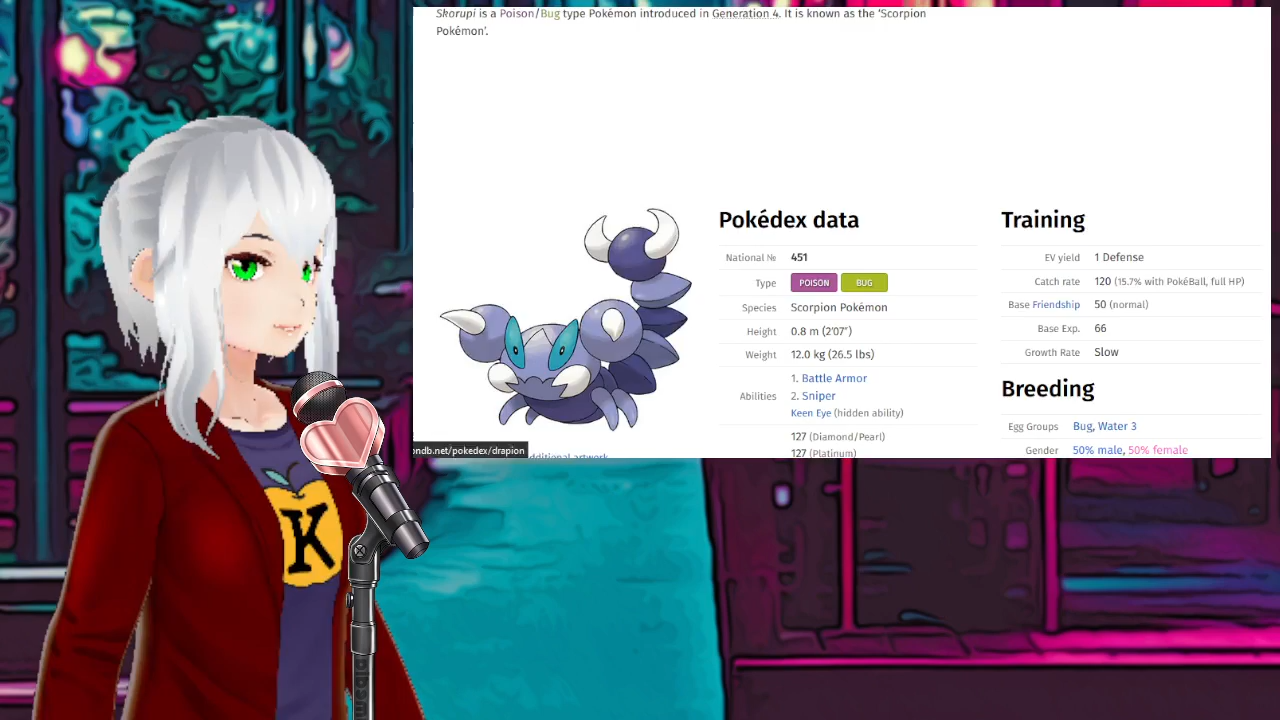 Skorupi is a Poison/Bug type Pokémon introduced in Generation 4. It is known as the ‘Scorpion
Pokémon’.
Pokédex data
National № 451
Type POISON BUG
Species Scorpion Pokémon
Height 0.8 m (2′07″)
Weight 12.0 kg (26.5 lbs)
Abilities 1. Battle Armor
2. Sniper
Keen Eye (hidden ability)
127 (Diamond/Pearl)
127 (Platinum)
Training
EV yield 1 Defense
Catch rate 120 (15.7% with PokéBall, full HP)
Base Friendship 50 (normal)
Base Exp. 66
Growth Rate Slow
Breeding
Egg Groups Bug, Water 3
Gender 50% male, 50% female
ndb.net/pokedex/drapion
dditional artwork
K